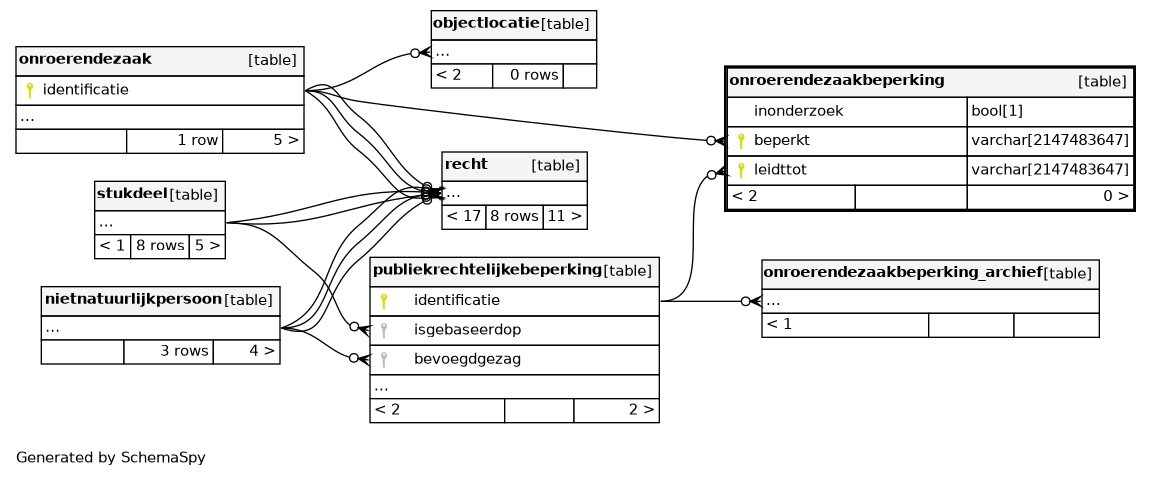 onroerendezaak [table]
identificatie
...
1 row 5 >
objectlocatie [table]
...
< 2 0 rows
onroerendezaakbeperking [table]
inonderzoek bool[1]
beperkt varchar[2147483647]
leidttot varchar[2147483647]
< 2 0 >
recht [table]
...
< 17 8 rows 11 >
stukdeel [table]
...
< 1 8 rows 5 >
publiekrechtelijkebeperking [table]
identificatie
isgebaseerdop
bevoegdgezag
...
< 2 2 >
onroerendezaakbeperking_archief [table]
...
< 1
nietnatuurlijkpersoon [table]
...
3 rows 4 >
Generated by SchemaSpy